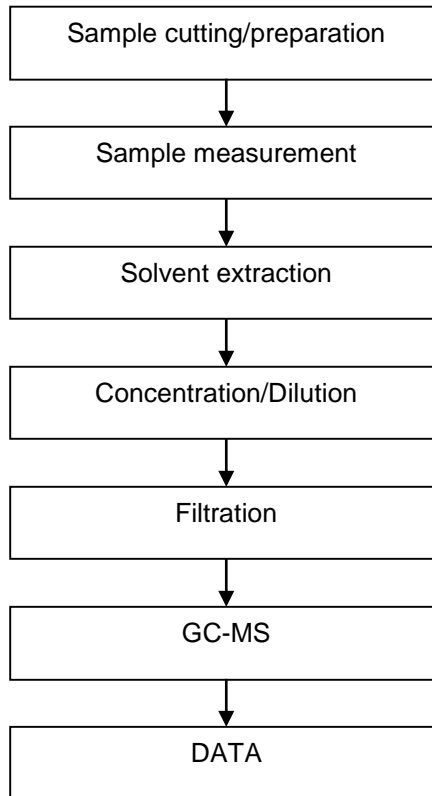 Sample cutting/preparation
Sample measurement
Solvent extraction
Concentration/Dilution
Filtration
GC-MS
DATA